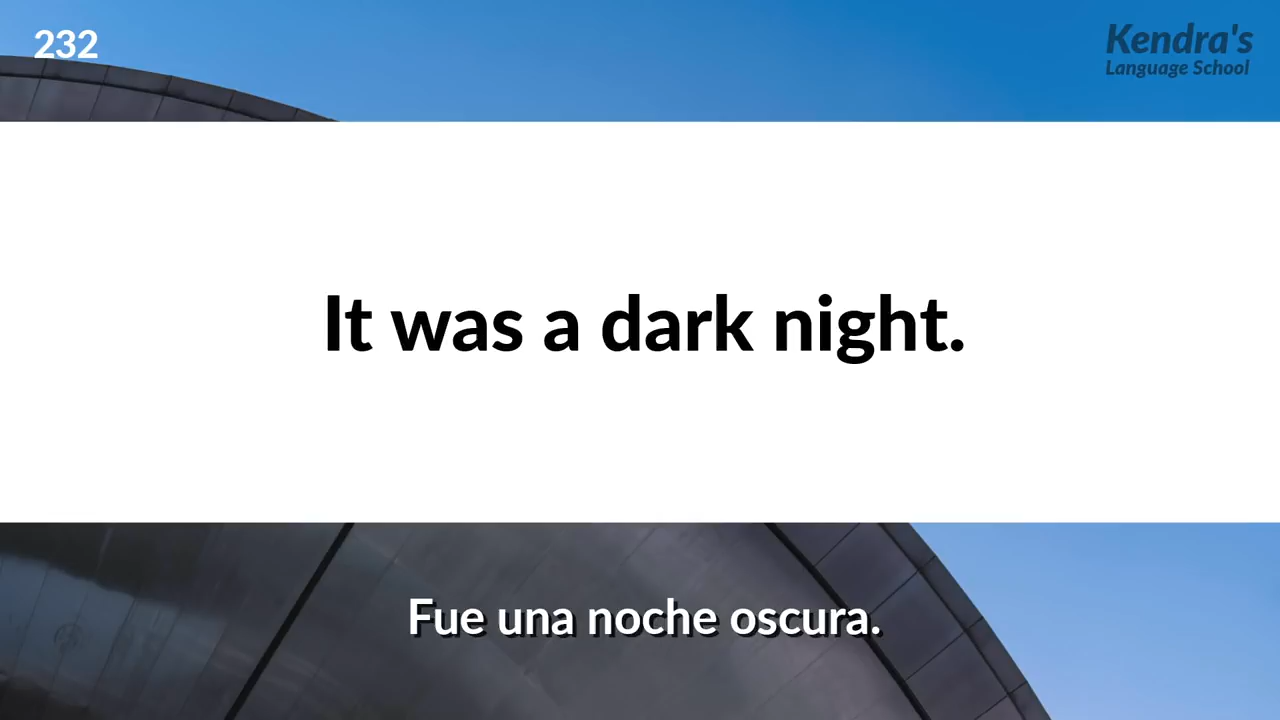 232
Kendra's
Language School
It was a dark night.
Fue una noche oscura.